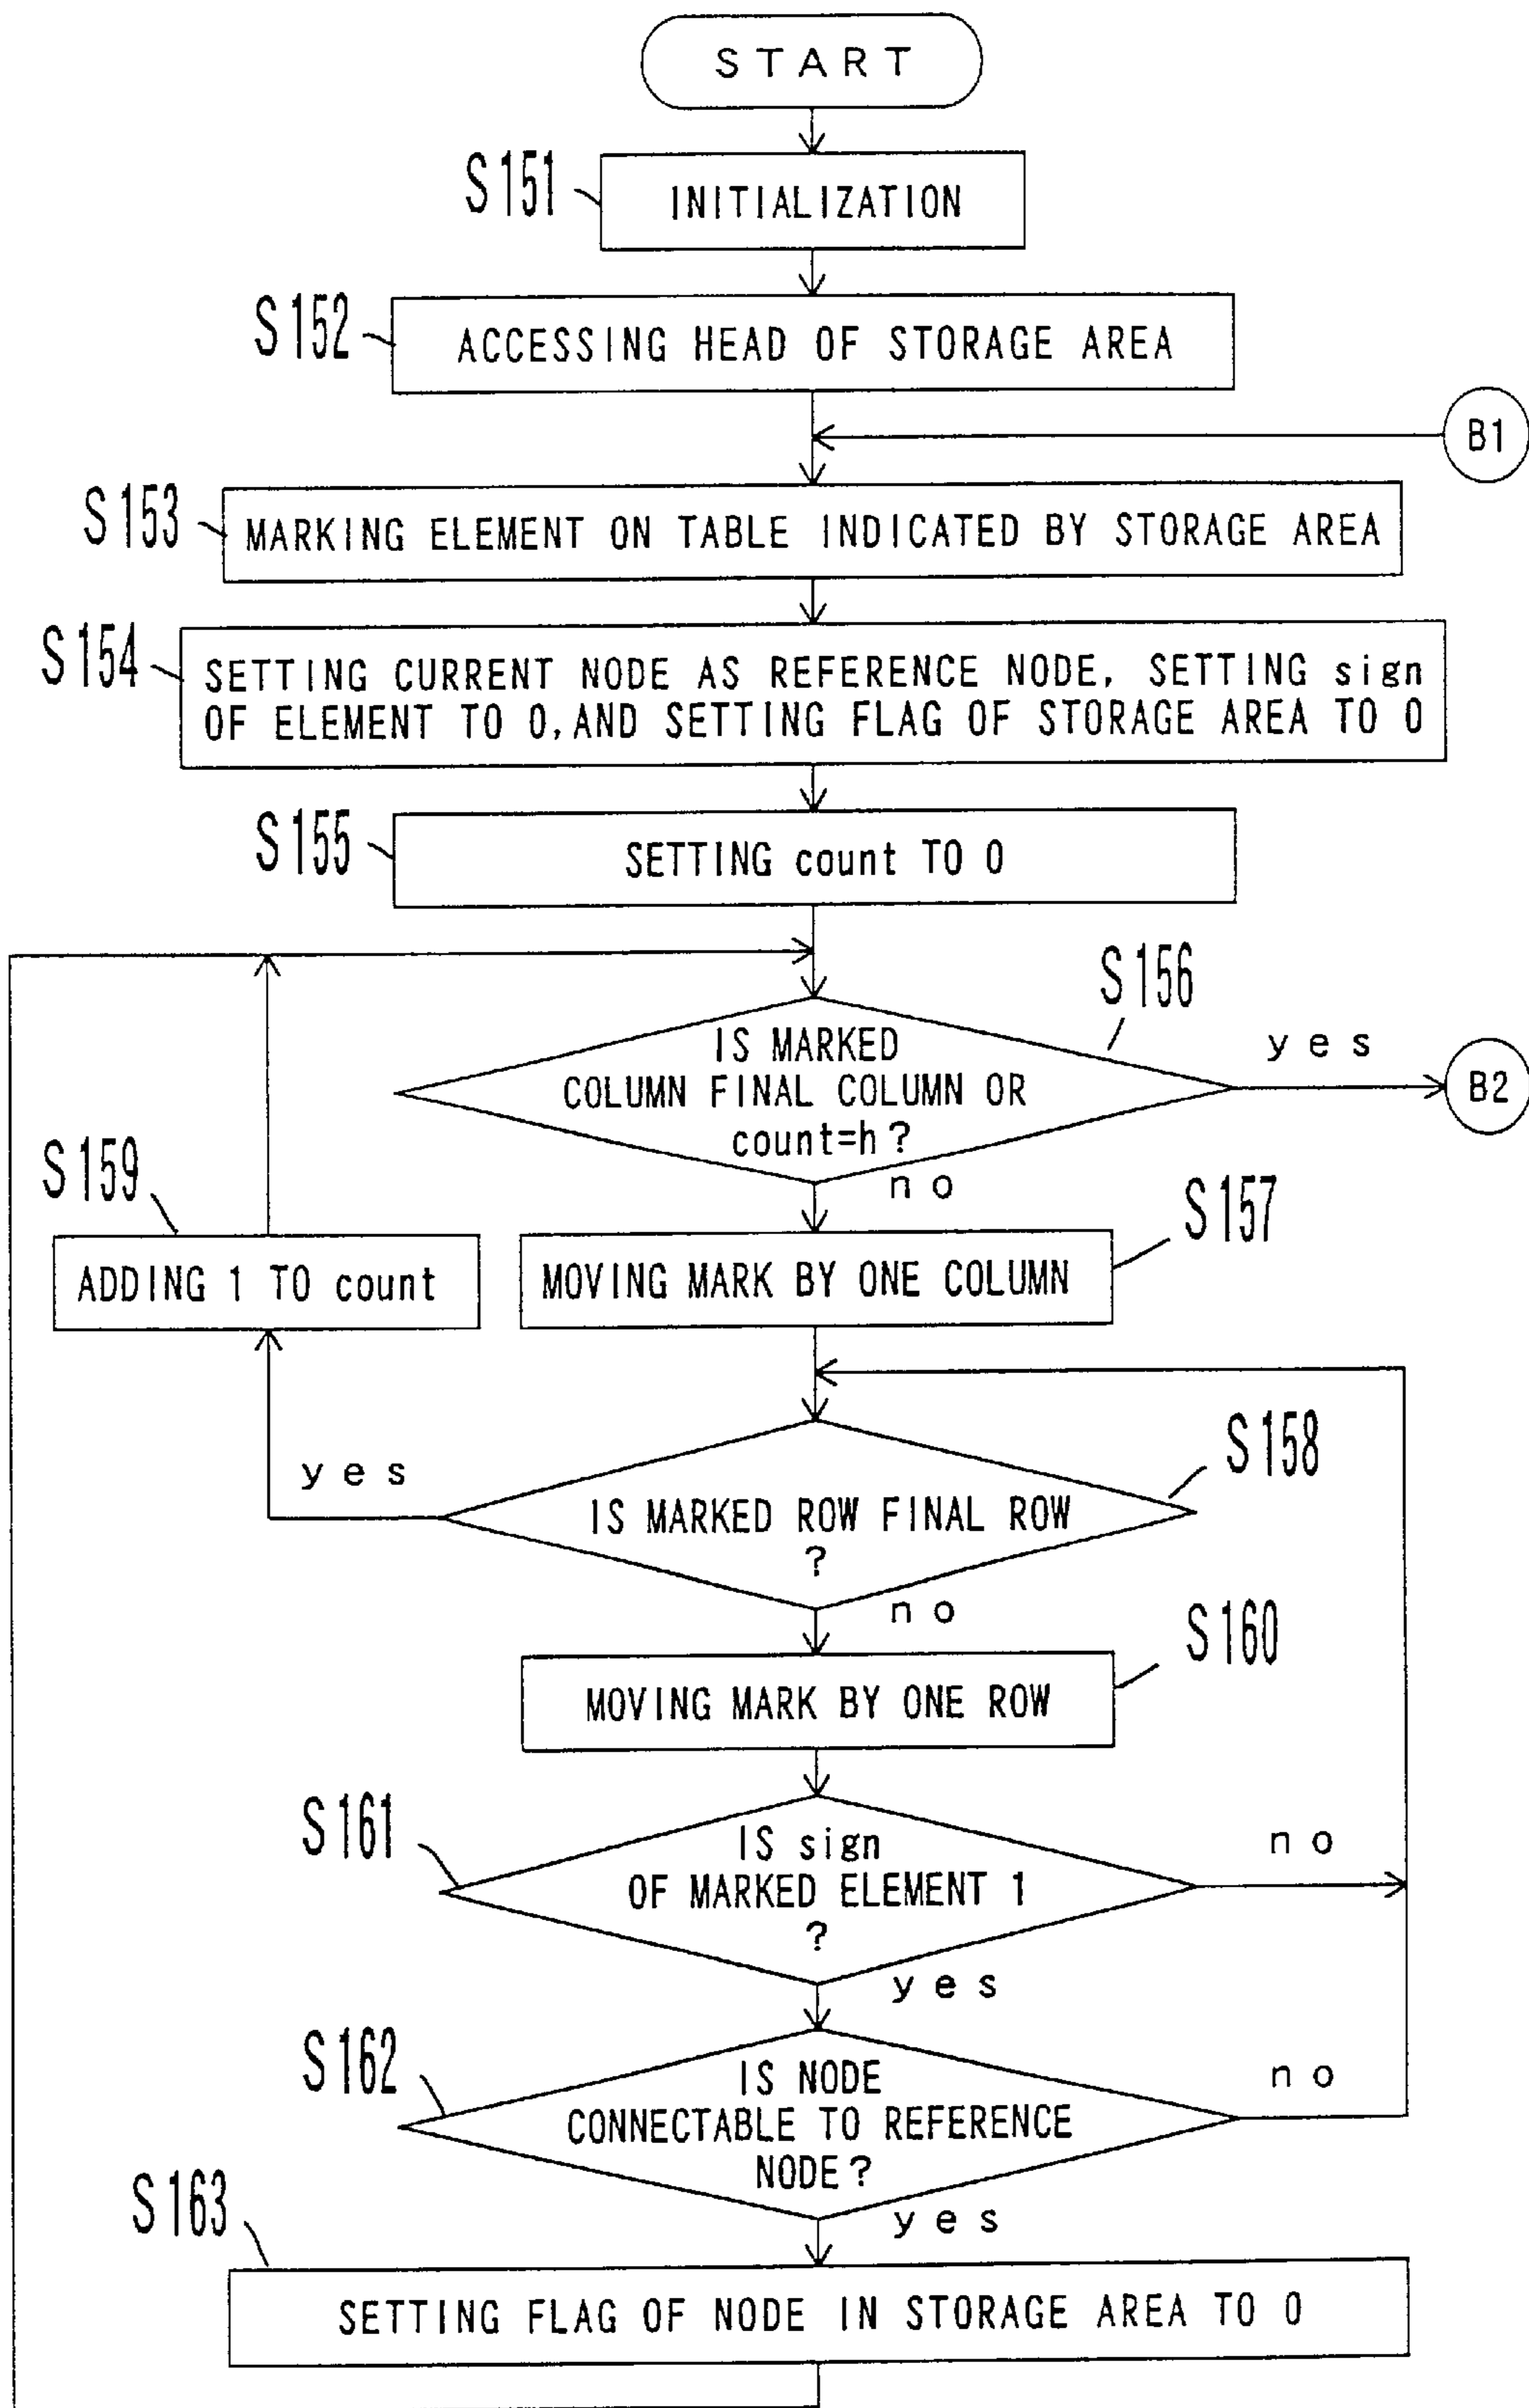 START
S151
INITIALIZATION
S152
ACCESSING HEAD OF STORAGE AREA
B1
S153
MARKING ELEMENT ON TABLE INDICATED BY STORAGE AREA
S154
SETTING CURRENT NODE AS REFERENCE NODE, SETTING sign
OF ELEMENT TO 0, AND SETTING FLAG OF STORAGE AREA TO 0
S155
SETTING count TO 0
S156
IS MARKED
COLUMN FINAL COLUMN OR
count=h?
yes
B2
no
S159
ADDING 1 TO count
S157
MOVING MARK BY ONE COLUMN
S158
yes
IS MARKED ROW FINAL ROW
?
no
S160
MOVING MARK BY ONE ROW
S161
IS sign
OF MARKED ELEMENT 1
?
no
yes
S162
IS NODE
CONNECTABLE TO REFERENCE
NODE?
no
yes
S163
SETTING FLAG OF NODE IN STORAGE AREA TO 0